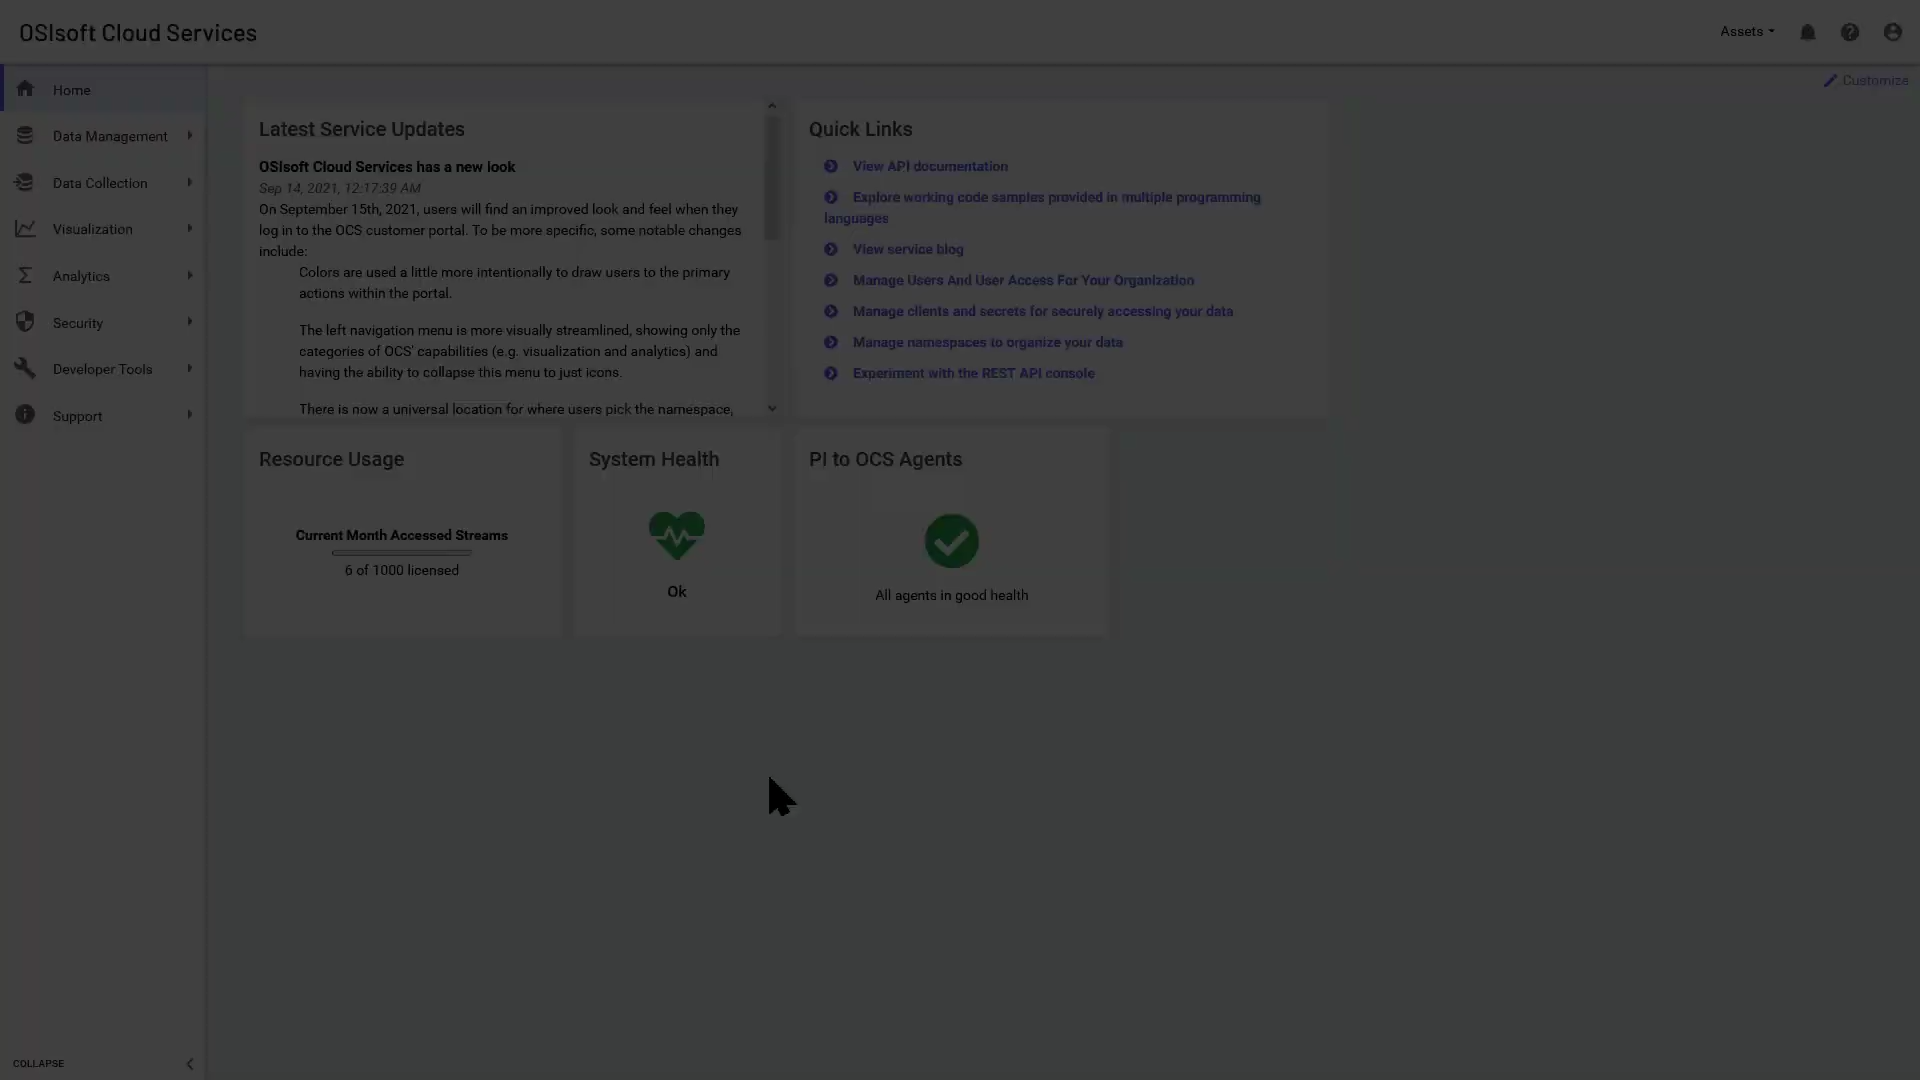 OSIsoft Cloud Services
Assets
Customize
Home
Data Management
Data Collection
Visualization
Analytics
Security
Developer Tools
Support
COLLAPSE
Latest Service Updates
OSIsoft Cloud Services has a new look
Sep 14, 2021, 12:17:39 AM
On September 15th, 2021, users will find an improved look and feel when they
log in to the OCS customer portal. To be more specific, some notable changes
include:
Colors are used a little more intentionally to draw users to the primary
actions within the portal.
The left navigation menu is more visually streamlined, showing only the
categories of OCS' capabilities (e.g. visualization and analytics) and
having the ability to collapse this menu to just icons.
There is now a universal location for where users pick the namespace,
Quick Links
View API documentation
Explore working code samples provided in multiple programming
languages
View service blog
Manage Users And User Access For Your Organization
Manage clients and secrets for securely accessing your data
Manage namespaces to organize your data
Experiment with the REST API console
Resource Usage
Current Month Accessed Streams
6 of 1000 licensed
System Health
Ok
PI to OCS Agents
All agents in good health